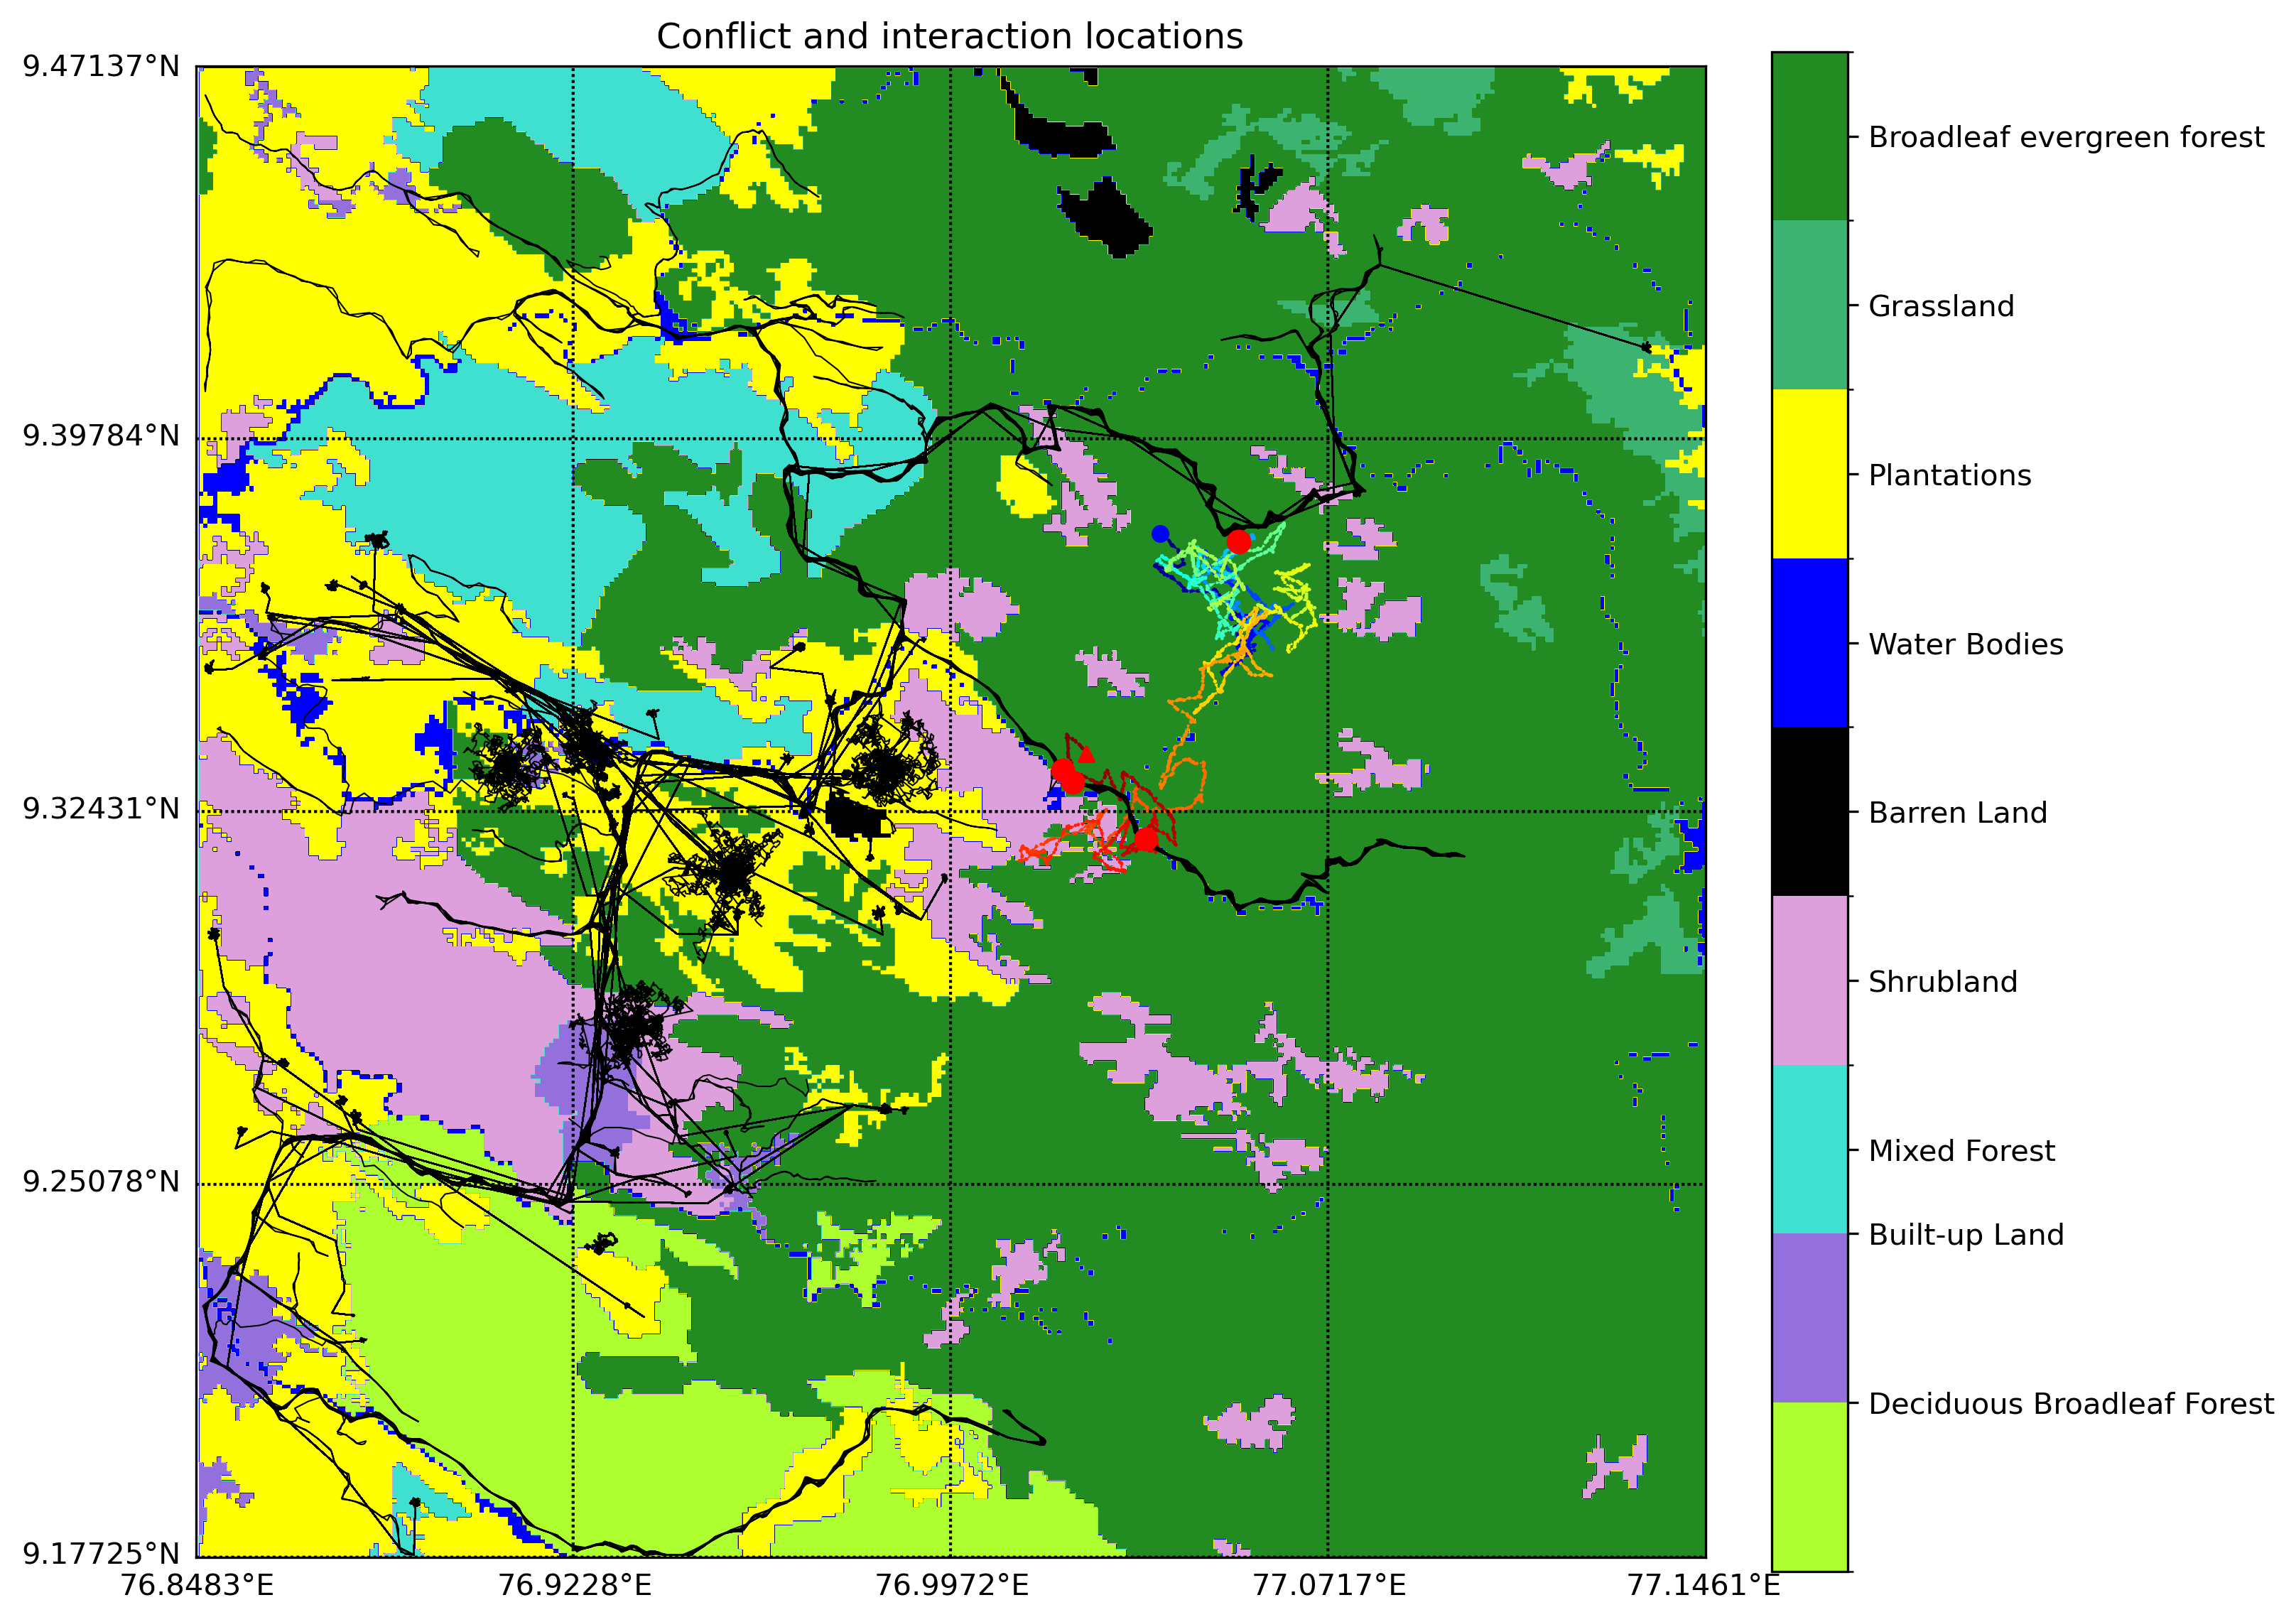 Conflict and interaction locations
9.47137°N
9.39784°N
9.32431°N
9.25078°N
9.17725°N
76.8483°E
76.9228°E
76.9972°E
77.0717°E
77.1461°E
Broadleaf evergreen forest
Grassland
Plantations
Water Bodies
Barren Land
Shrubland
Mixed Forest
Built-up Land
Deciduous Broadleaf Forest